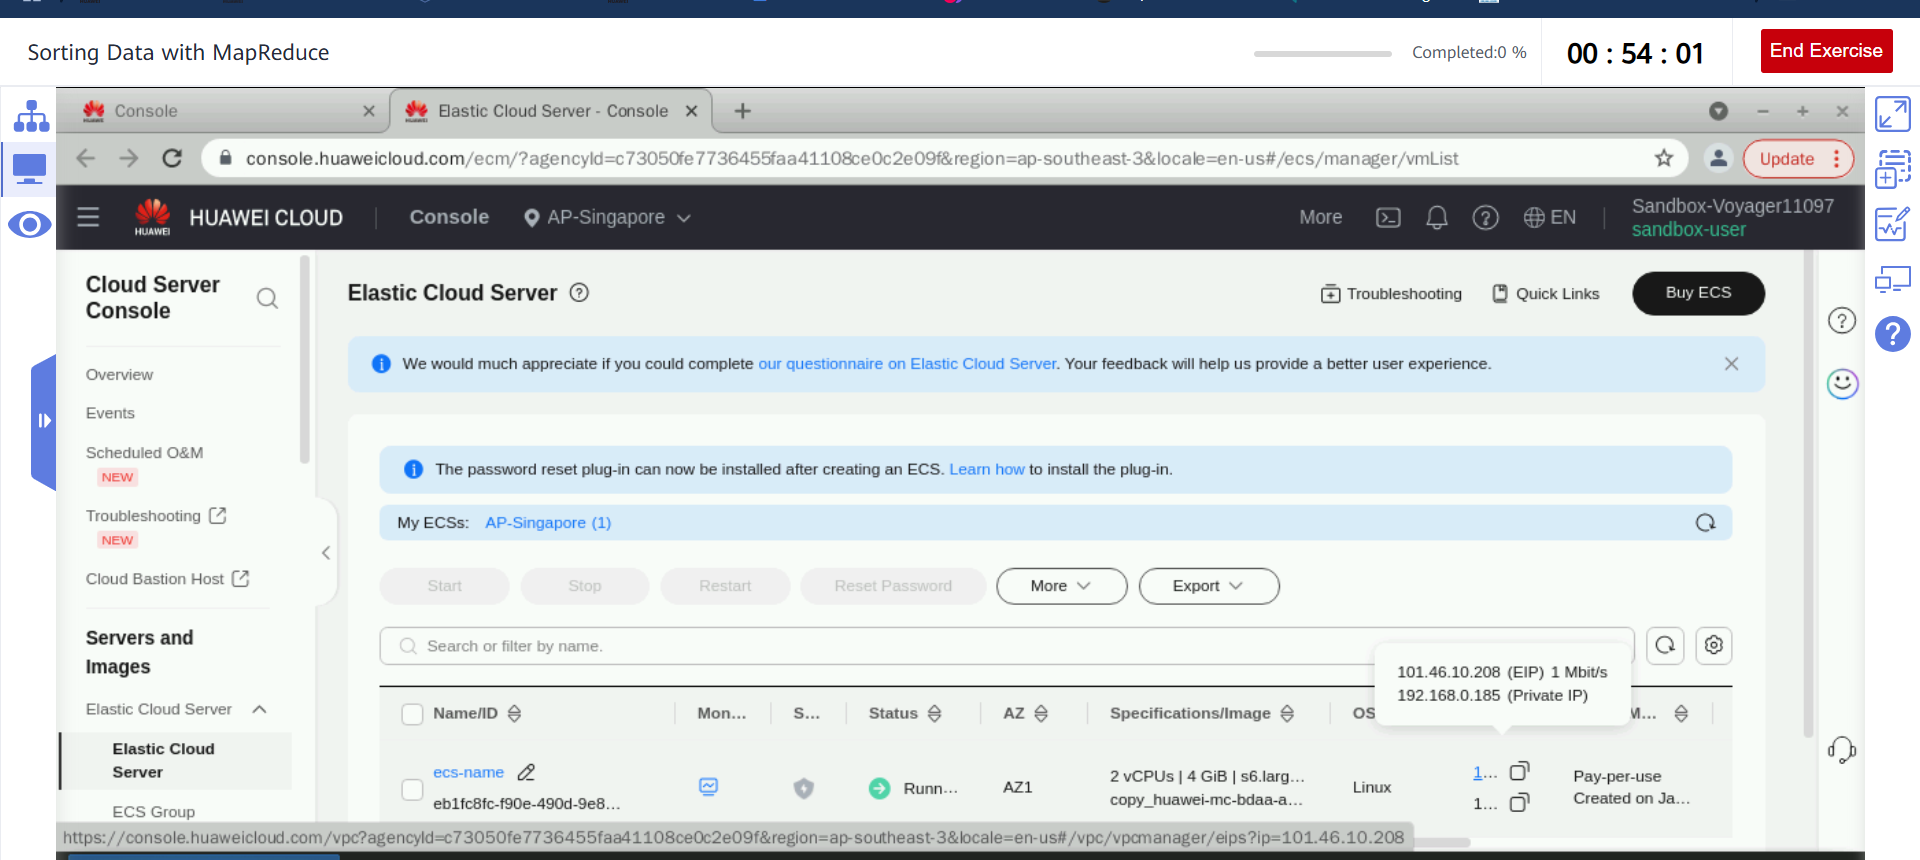 Sorting Data with MapReduce
Completed:0 %
00 : 54 : 01
End Exercise
Console
Elastic Cloud Server - Console
console.huaweicloud.com/ecm/?agencyId=c73050fe7736455faa41108ce0c2e09f&region=ap-southeast-3&locale=en-us#/ecs/manager/vmList
Update
HUAWEI
HUAWEI CLOUD
Console
AP-Singapore
More
EN
Sandbox-Voyager11097
sandbox-user
Cloud Server
Console
Overview
Events
Scheduled O&M
NEW
Troubleshooting
NEW
Cloud Bastion Host
Servers and
Images
Elastic Cloud Server
Elastic Cloud
Server
ECS Group
Elastic Cloud Server
Troubleshooting
Quick Links
Buy ECS
We would much appreciate if you could complete our questionnaire on Elastic Cloud Server. Your feedback will help us provide a better user experience.
The password reset plug-in can now be installed after creating an ECS. Learn how to install the plug-in.
My ECSs: AP-Singapore (1)
Start
Stop
Restart
Reset Password
More
Export
Search or filter by name.
101.46.10.208 (EIP) 1 Mbit/s
192.168.0.185 (Private IP)
Name/ID
Mon...
S...
Status
AZ
Specifications/Image
OS
M...
ecs-name
eb1fc8fc-f90e-490d-9e8...
Runn...
AZ1
2 vCPUs | 4 GiB | s6.larg...
copy_huawei-mc-bdaa-a...
Linux
1...
1...
Pay-per-use
Created on Ja...
https://console.huaweicloud.com/vpc?agencyId=c73050fe7736455faa41108ce0c2e09f&region=ap-southeast-3&locale=en-us#/vpc/vpcmanager/eips?ip=101.46.10.208